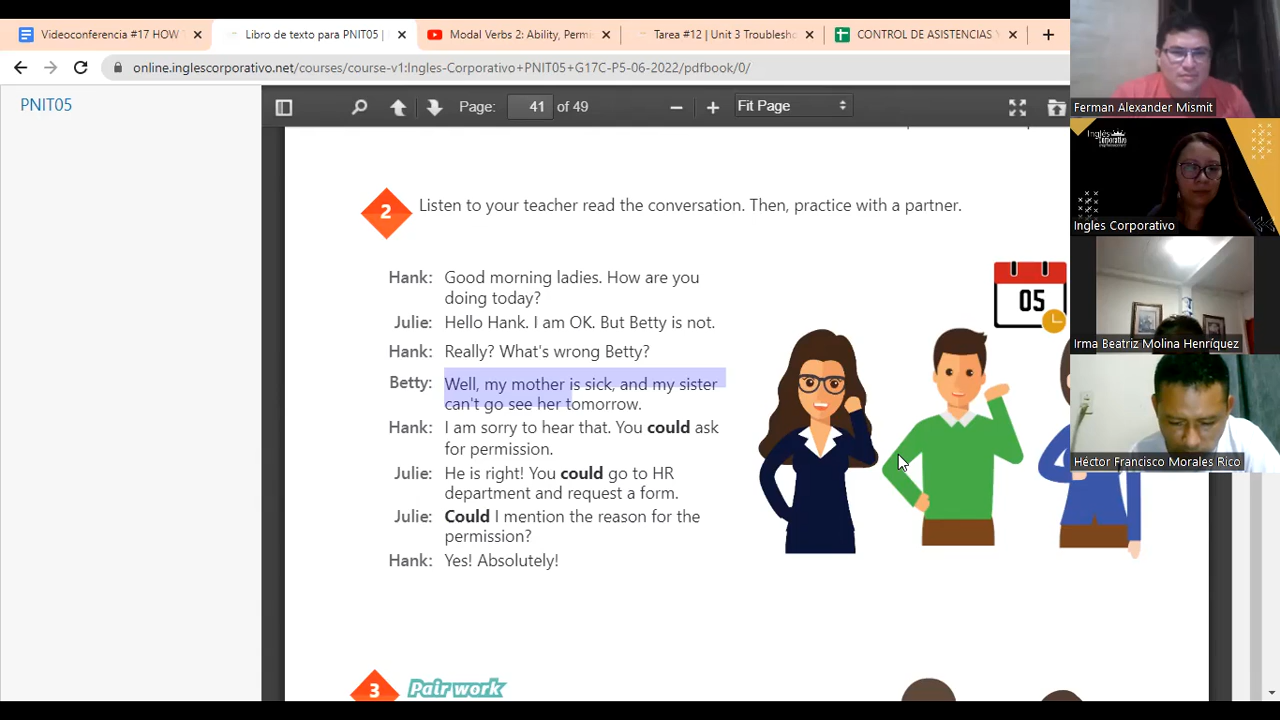 Videoconferencia #17 HOW
Libro de texto para PNIT05 |
Modal Verbs 2: Ability, Permi
Tarea #12 | Unit 3 Troublesho
CONTROL DE ASISTENCIAS Y
online.inglescorporativo.net/courses/course-v1:Ingles-Corporativo+PNIT05+G17C-P5-06-2022/pdfbook/0/
PNIT05
Page: 41 of 49
Fit Page
2 Listen to your teacher read the conversation. Then, practice with a partner.
Hank: Good morning ladies. How are you
doing today?
Julie: Hello Hank. I am OK. But Betty is not.
Hank: Really? What's wrong Betty?
Betty: Well, my mother is sick, and my sister
can't go see her tomorrow.
Hank: I am sorry to hear that. You could ask
for permission.
Julie: He is right! You could go to HR
department and request a form.
Julie: Could I mention the reason for the
permission?
Hank: Yes! Absolutely!
05
3 Pair work
Ferman Alexander Mismit
Inglés
Corporativo
Ingles Corporativo
Irma Beatriz Molina Henríquez
Héctor Francisco Morales Rico